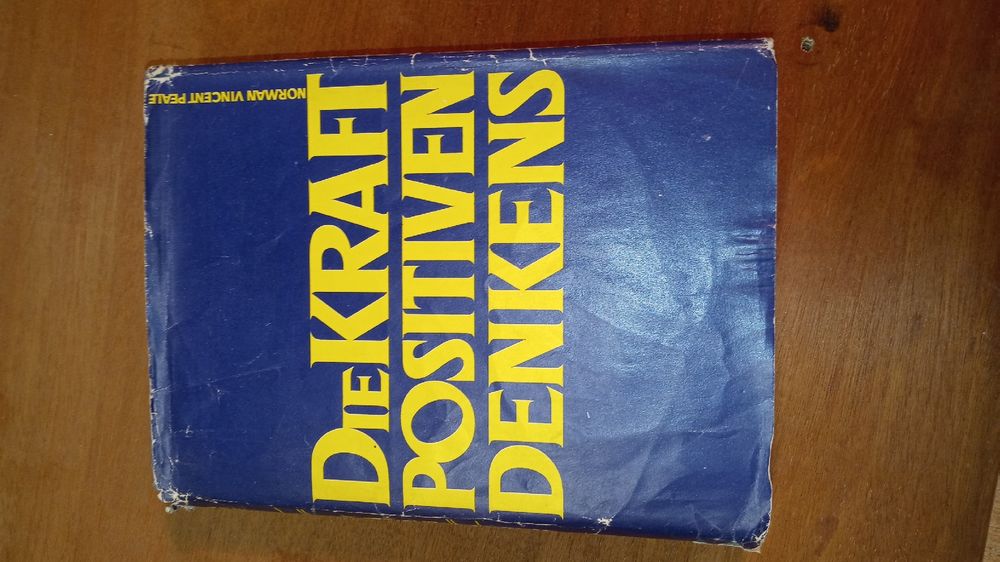 NORMAN VINCENT PEALE
DIE KRAFT
POSITIVEN
DENKENS